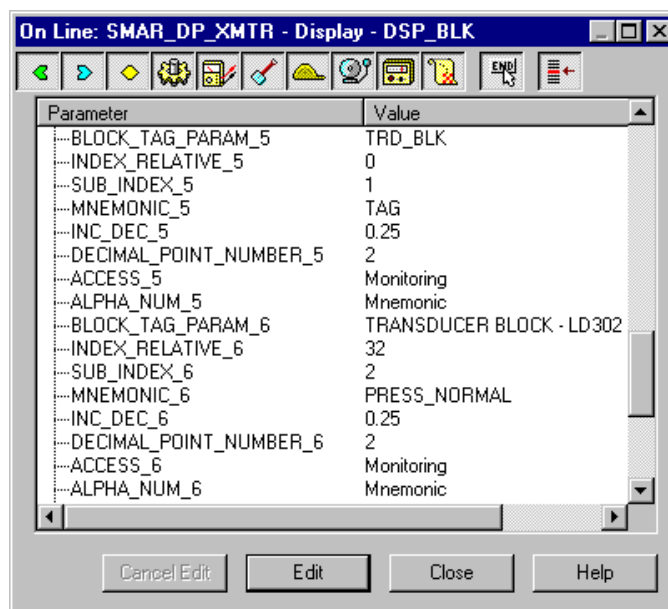 On Line: SMAR_DP_XMTR - Display - DSP_BLK
END
Parameter Value
BLOCK_TAG_PARAM_5 TRD_BLK
INDEX_RELATIVE_5 0
SUB_INDEX_5 1
MNEMONIC_5 TAG
INC_DEC_5 0.25
DECIMAL_POINT_NUMBER_5 2
ACCESS_5 Monitoring
ALPHA_NUM_5 Mnemonic
BLOCK_TAG_PARAM_6 TRANSDUCER BLOCK - LD302
INDEX_RELATIVE_6 32
SUB_INDEX_6 2
MNEMONIC_6 PRESS_NORMAL
INC_DEC_6 0.25
DECIMAL_POINT_NUMBER_6 2
ACCESS_6 Monitoring
ALPHA_NUM_6 Mnemonic
Cancel Edit Edit Close Help